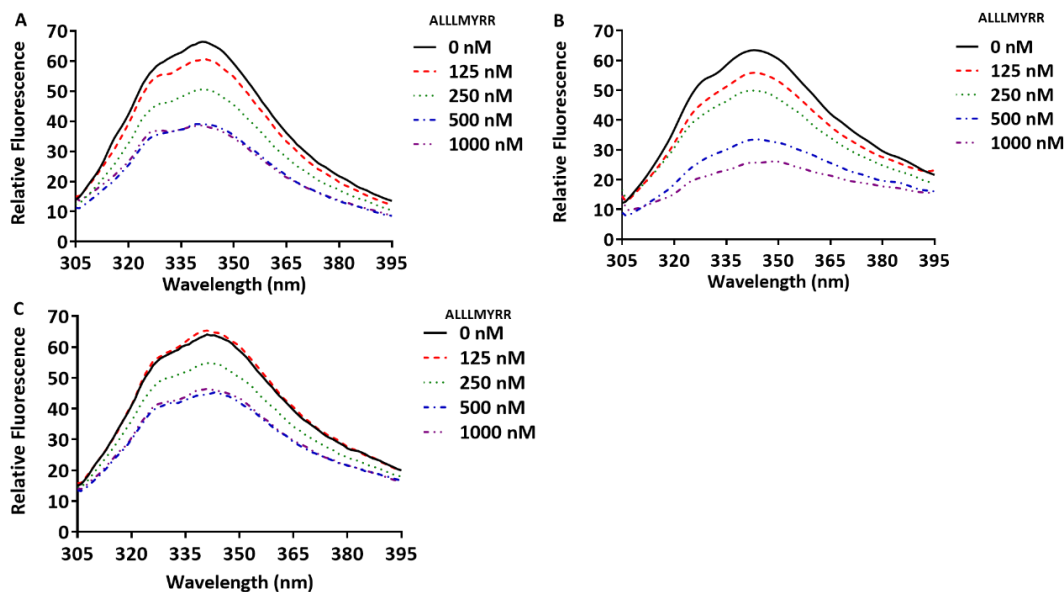 A
ALLLMYRR
0 nM
125 nM
250 nM
500 nM
1000 nM
Relative Fluorescence
70
60
50
40
30
20
10
0
305 320 335 350 365 380 395
Wavelength (nm)
B
ALLLMYRR
0 nM
125 nM
250 nM
500 nM
1000 nM
Relative Fluorescence
70
60
50
40
30
20
10
0
305 320 335 350 365 380 395
Wavelength (nm)
C
ALLLMYRR
0 nM
125 nM
250 nM
500 nM
1000 nM
Relative Fluorescence
70
60
50
40
30
20
10
0
305 320 335 350 365 380 395
Wavelength (nm)